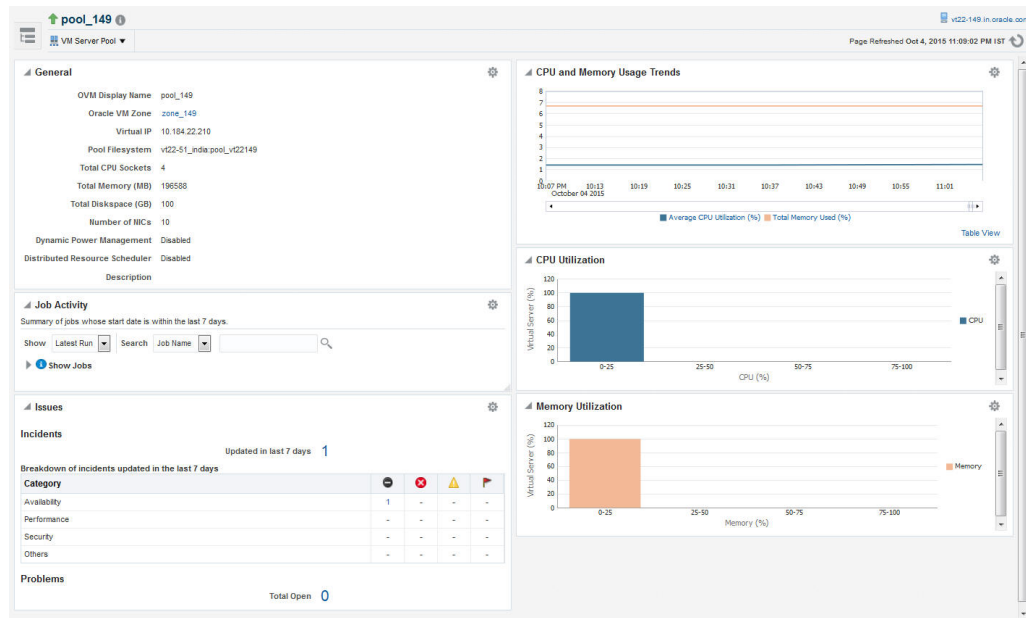 pool_149
vt22-149.in.oracle.com
VM Server Pool
Page Refreshed Oct 4, 2015 11:09:02 PM IST
General
OVM Display Name pool_149
Oracle VM Zone zone_149
Virtual IP 10.184.22.210
Pool Filesystem vt22-51_india:pool_vt22149
Total CPU Sockets 4
Total Memory (MB) 196588
Total Diskspace (GB) 100
Number of NICs 10
Dynamic Power Management Disabled
Distributed Resource Scheduler Disabled
Description
Job Activity
Summary of jobs whose start date is within the last 7 days.
Show Latest Run Search Job Name
Show Jobs
Issues
Incidents
Updated in last 7 days 1
Breakdown of incidents updated in the last 7 days
Category
Availability 1 - - -
Performance - - - -
Security - - - -
Others - - - -
Problems
Total Open 0
CPU and Memory Usage Trends
8
7
6
5
4
3
2
1
0
10:07 PM 10:13 10:19 10:25 10:31 10:37 10:43 10:49 10:55 11:01
October 04 2015
Average CPU Utilization (%) Total Memory Used (%)
Table View
CPU Utilization
Virtual Server (%)
120
100
80
60
40
20
0
0-25 25-50 50-75 75-100
CPU (%)
CPU
Memory Utilization
Virtual Server (%)
120
100
80
60
40
20
0
0-25 25-50 50-75 75-100
Memory (%)
Memory